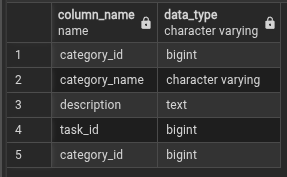 column_name data_type
name character varying
1 category_id bigint
2 category_name character varying
3 description text
4 task_id bigint
5 category_id bigint